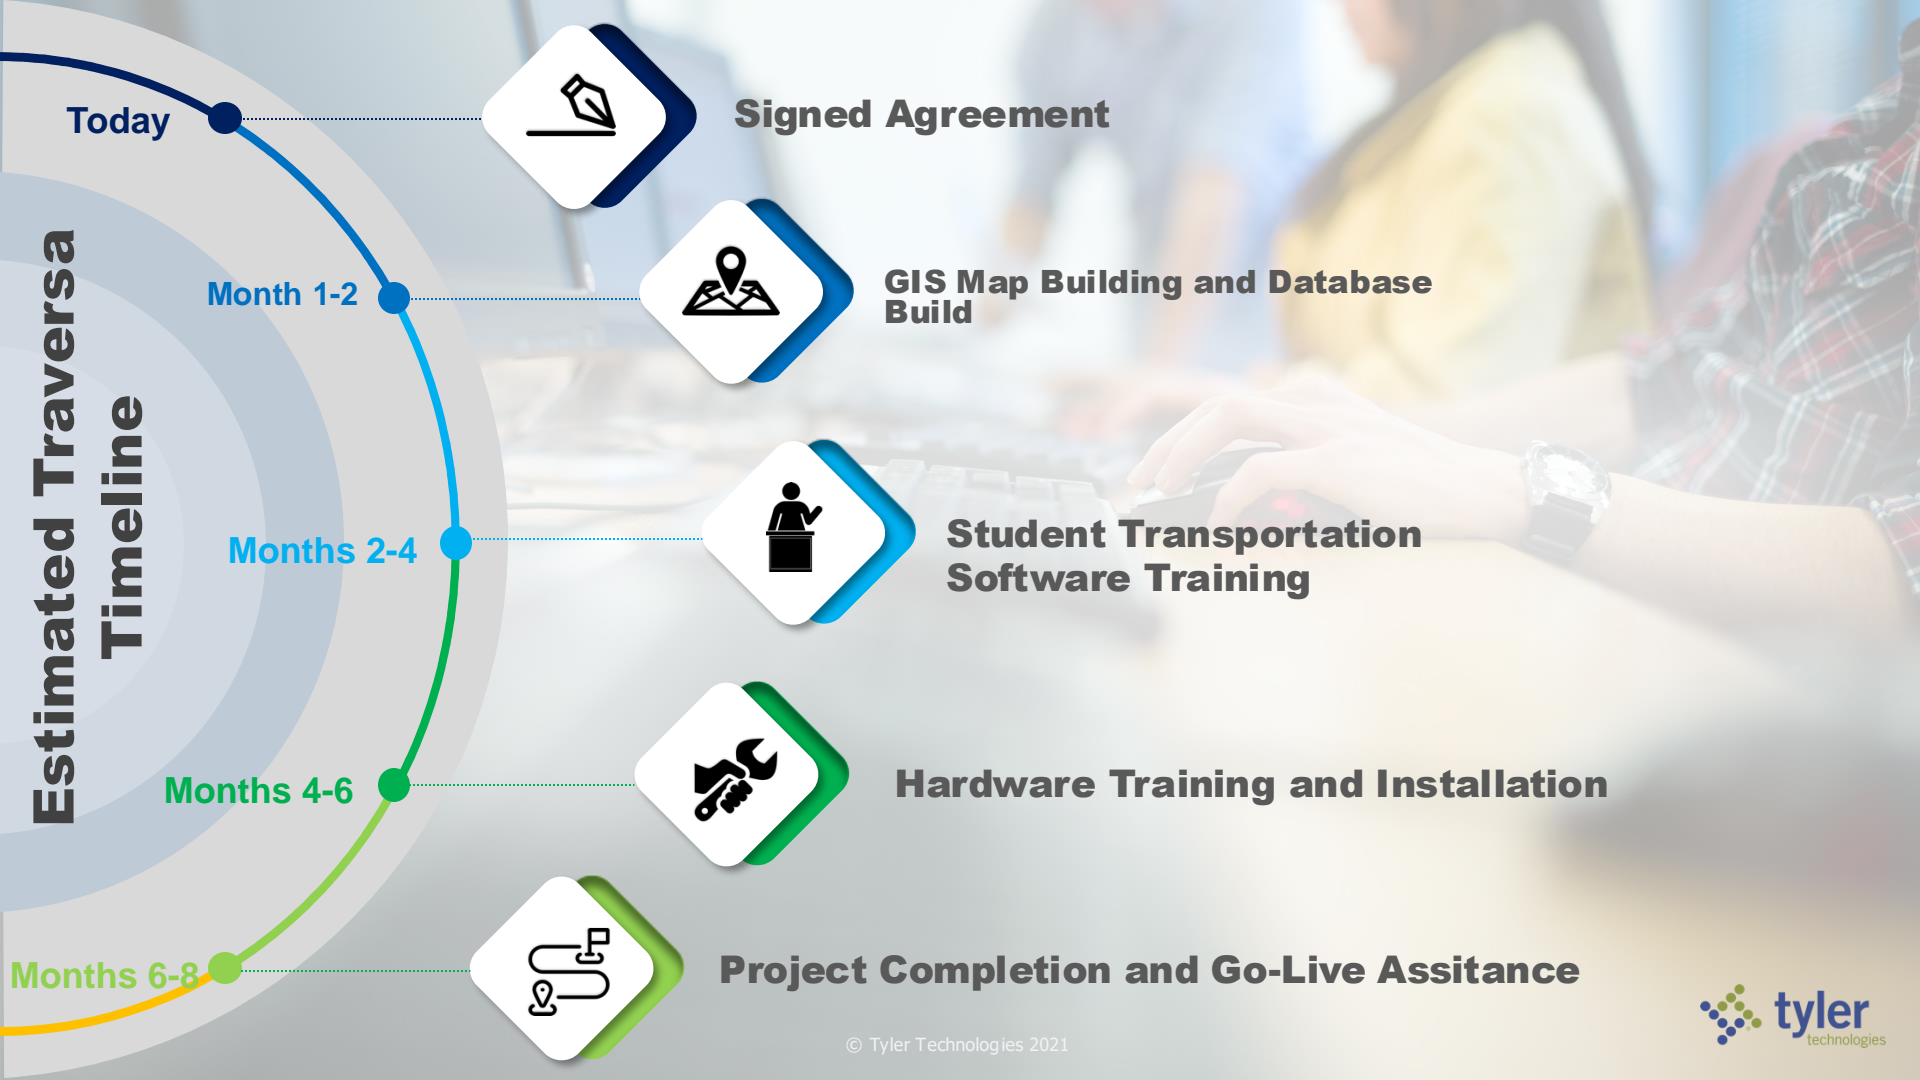 Estimated Traversa
Timeline
Today
Signed Agreement
Month 1-2
GIS Map Building and Database
Build
Months 2-4
Student Transportation
Software Training
Months 4-6
Hardware Training and Installation
Months 6-8
Project Completion and Go-Live Assitance
© Tyler Technologies 2021
tyler
technologies